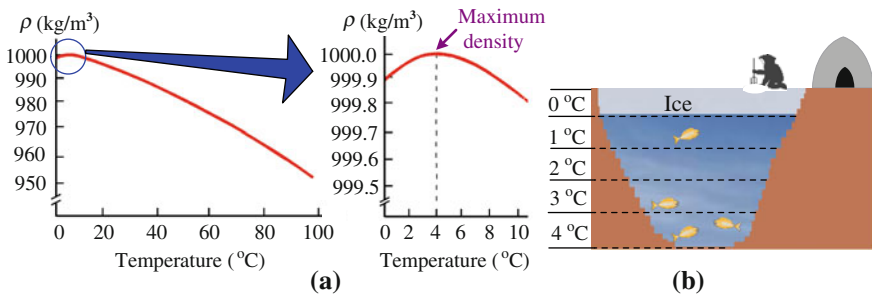 ρ (kg/m³)
1000
990
980
970
960
950
0 20 40 60 80 100
Temperature (°C)
ρ (kg/m³)
Maximum
density
1000.0
999.9
999.8
999.7
999.6
999.5
0 2 4 6 8 10
Temperature (°C)
(a)
0 °C
Ice
1 °C
2 °C
3 °C
4 °C
(b)